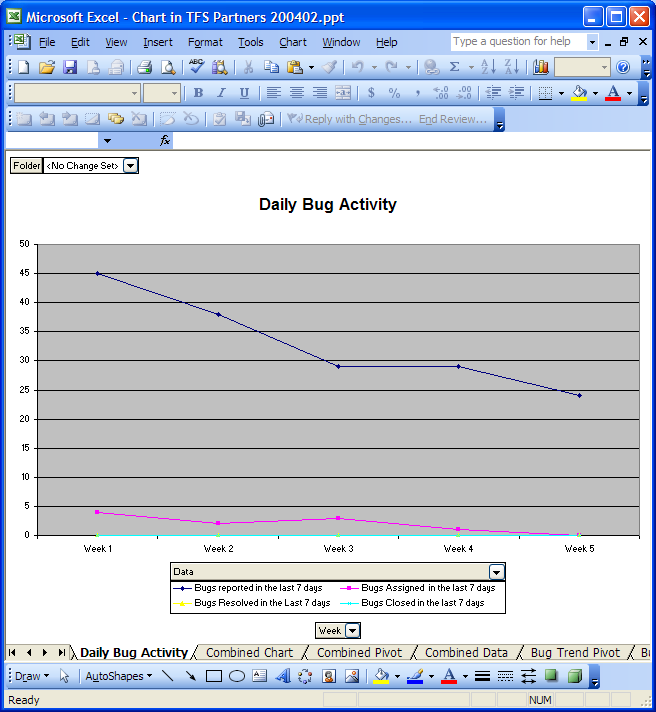 Microsoft Excel - Chart in TFS Partners 200402.ppt
File Edit View Insert Format Tools Chart Window Help
Type a question for help
Reply with Changes... End Review...
fx
Folder <No Change Set>
Daily Bug Activity
50
45
40
35
30
25
20
15
10
5
0
Week 1 Week 2 Week 3 Week 4 Week 5
Data
Bugs reported in the last 7 days Bugs Assigned in the last 7 days
Bugs Resolved in the Last 7 days Bugs Closed in the last 7 days
Week
Daily Bug Activity Combined Chart Combined Pivot Combined Data Bug Trend Pivot
Draw AutoShapes
Ready NUM